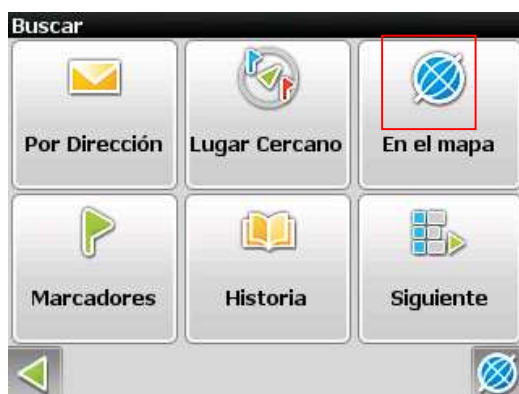 Buscar
Por Dirección
Lugar Cercano
En el mapa
Marcadores
Historia
Siguiente